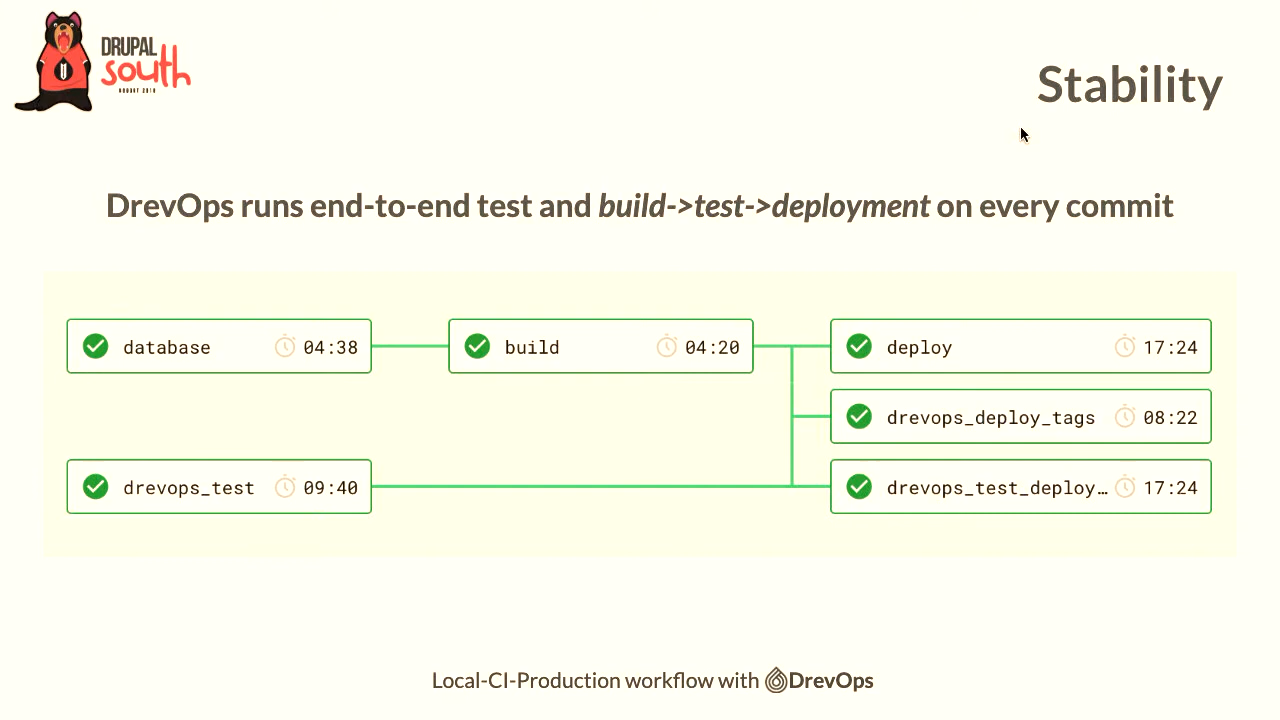 DRUPAL
south
AUGUST 2019
Stability
DrevOps runs end-to-end test and build->test->deployment on every commit
database 04:38
build 04:20
deploy 17:24
drevops_deploy_tags 08:22
drevops_test 09:40
drevops_test_deploy… 17:24
Local-CI-Production workflow with DrevOps